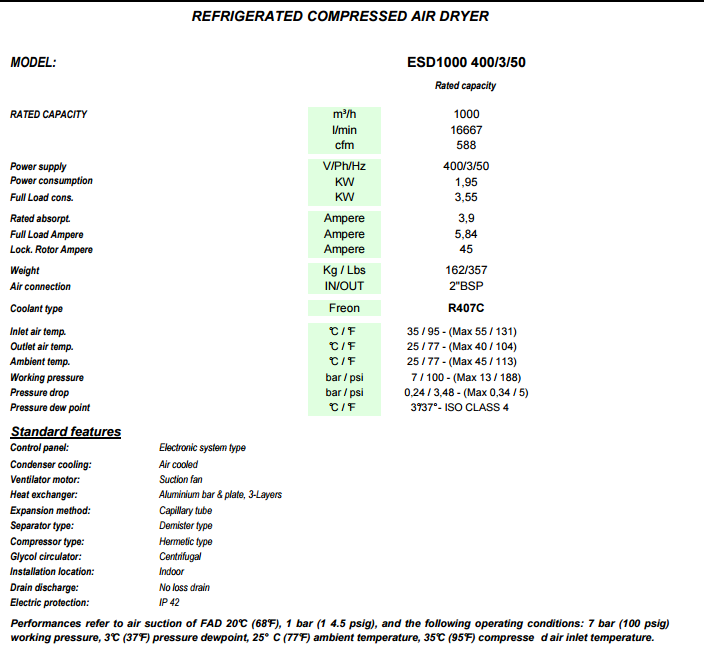 REFRIGERATED COMPRESSED AIR DRYER
MODEL: ESD1000 400/3/50
Rated capacity
RATED CAPACITY m³/h 1000
l/min 16667
cfm 588
Power supply V/Ph/Hz 400/3/50
Power consumption KW 1,95
Full Load cons. KW 3,55
Rated absorpt. Ampere 3,9
Full Load Ampere Ampere 5,84
Lock. Rotor Ampere Ampere 45
Weight Kg / Lbs 162/357
Air connection IN/OUT 2"BSP
Coolant type Freon R407C
Inlet air temp. °C / °F 35 / 95 - (Max 55 / 131)
Outlet air temp. °C / °F 25 / 77 - (Max 40 / 104)
Ambient temp. °C / °F 25 / 77 - (Max 45 / 113)
Working pressure bar / psi 7 / 100 - (Max 13 / 188)
Pressure drop bar / psi 0,24 / 3,48 - (Max 0,34 / 5)
Pressure dew point °C / °F 3°/37°- ISO CLASS 4
Standard features
Control panel: Electronic system type
Condenser cooling: Air cooled
Ventilator motor: Suction fan
Heat exchanger: Aluminium bar & plate, 3-Layers
Expansion method: Capillary tube
Separator type: Demister type
Compressor type: Hermetic type
Glycol circulator: Centrifugal
Installation location: Indoor
Drain discharge: No loss drain
Electric protection: IP 42
Performances refer to air suction of FAD 20°C (68°F), 1 bar (1 4.5 psig), and the following operating conditions: 7 bar (100 psig)
working pressure, 3°C (37°F) pressure dewpoint, 25° C (77°F) ambient temperature, 35°C (95°F) compresse d air inlet temperature.